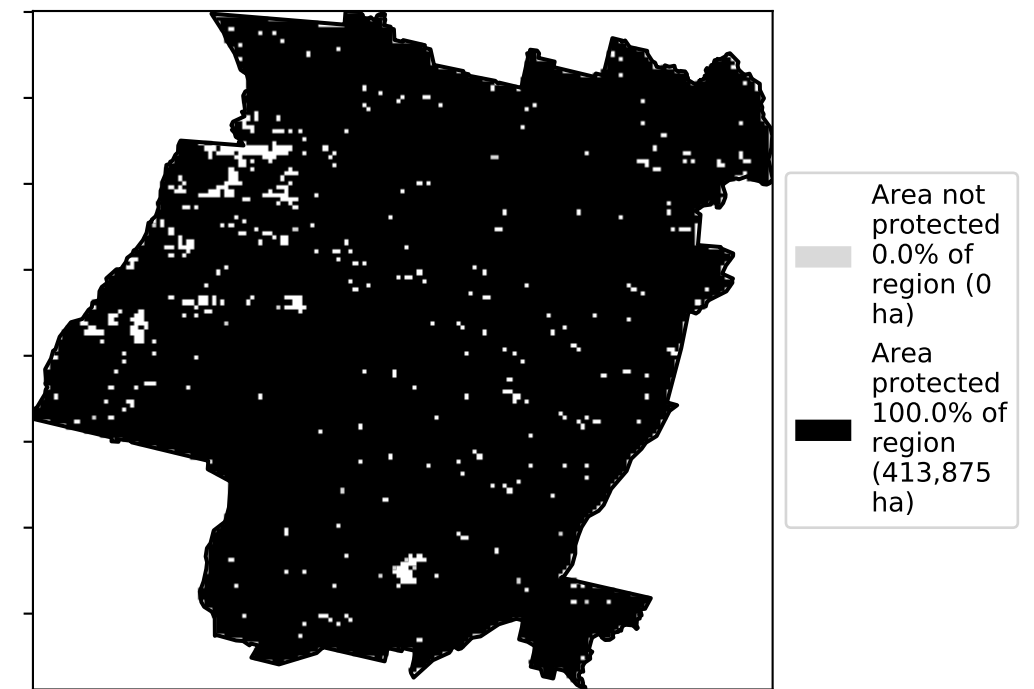 Area not
protected
0.0% of
region (0
ha)
Area
protected
100.0% of
region
(413,875
ha)